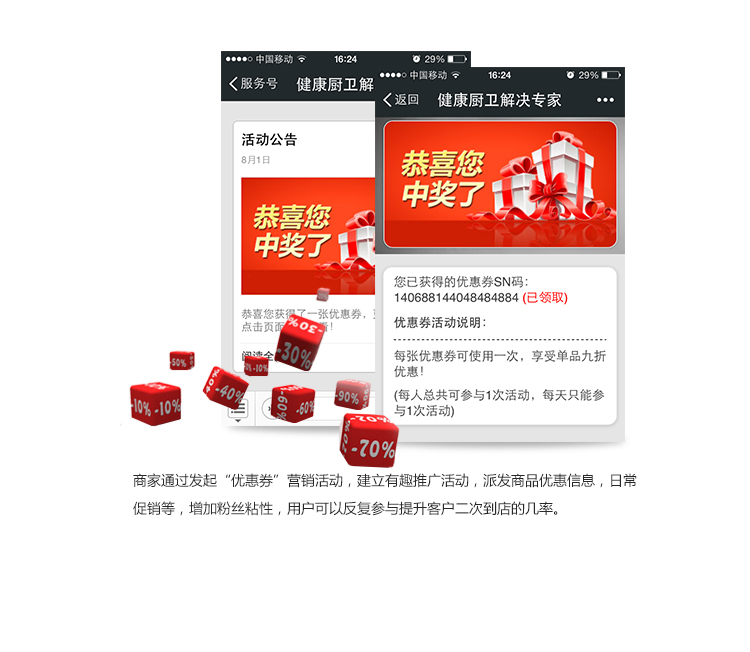 中国移动 16:24 29%
服务号 健康厨卫解
活动公告
8月1日
恭喜您
中奖了
恭喜您获得了一张优惠券，
点击页面
阅读全
中国移动 16:24 29%
返回 健康厨卫解决专家
恭喜您
中奖了
您已获得的优惠券SN码：
140688144048484884 (已领取)
优惠券活动说明：
每张优惠券可使用一次，享受单品九折
优惠！
(每人总共可参与1次活动，每天只能参
与1次活动)
-50%
-10% -10%
-40%
-10%
-30%
-30%
-60%
-60%
-90%
-70%
-70%
商家通过发起“优惠券”营销活动，建立有趣推广活动，派发商品优惠信息，日常
促销等，增加粉丝粘性，用户可以反复参与提升客户二次到店的几率。